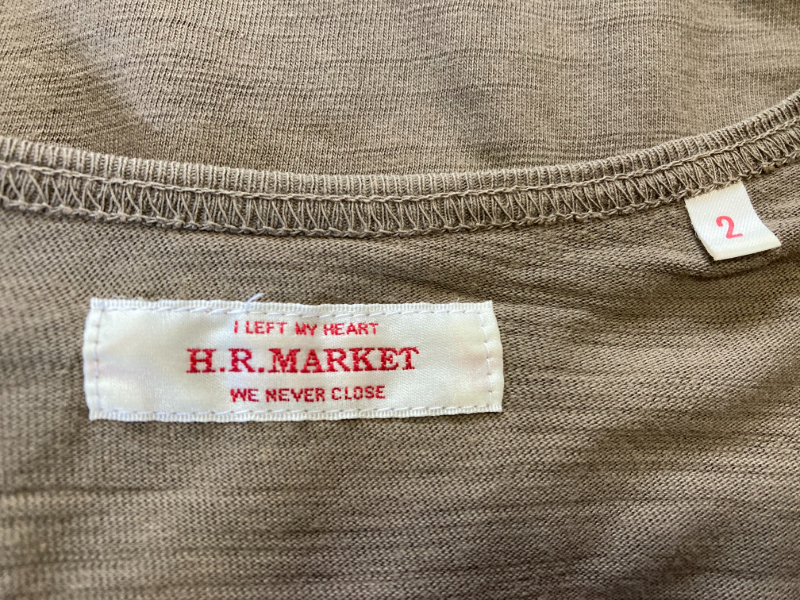 I LEFT MY HEART
H.R.MARKET
WE NEVER CLOSE
2